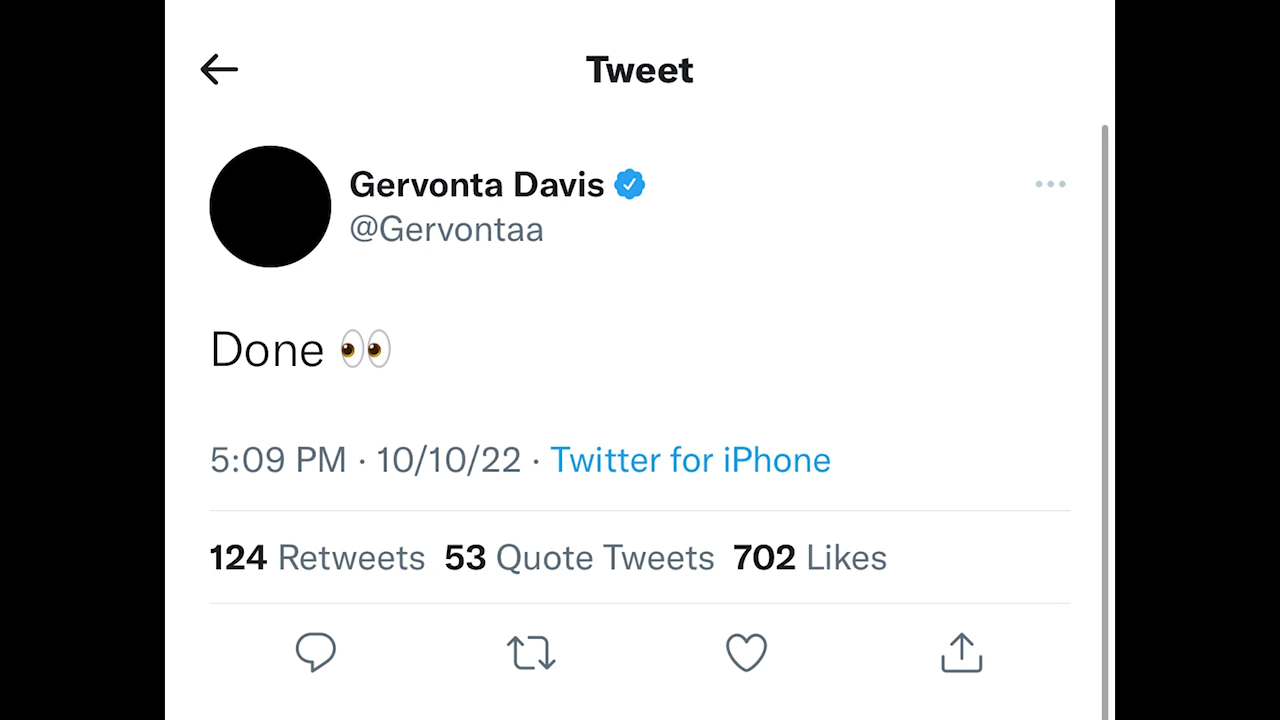 Tweet
Gervonta Davis
@Gervontaa
Done 👀
5:09 PM · 10/10/22 · Twitter for iPhone
124 Retweets 53 Quote Tweets 702 Likes